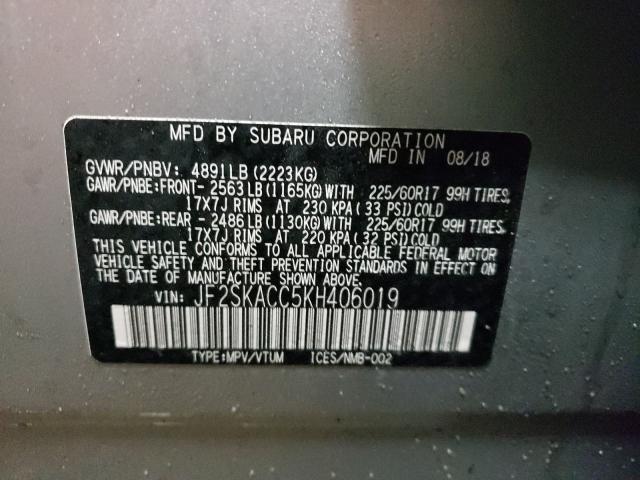 MFD BY SUBARU CORPORATION
MFD IN 08/18
GVWR/PNBV: 4891LB (2223KG)
GAWR/PNBE:FRONT- 2563LB(1165KG)WITH 225/60R17 99H TIRES,
17X7J RIMS AT 230 KPA (33 PSI)COLD
GAWR/PNBE:REAR - 2486LB(1130KG)WITH 225/60R17 99H TIRES,
17X7J RIMS AT 220 KPA (32 PSI)COLD
THIS VEHICLE CONFORMS TO ALL APPLICABLE FEDERAL MOTOR
VEHICLE SAFETY AND THEFT PREVENTION STANDARDS IN EFFECT ON
THE DATE OF MANUFACTURE SHOWN ABOVE.
VIN: JF2SKACC5KH406019
TYPE:MPV/VTUM ICES/NMB-002